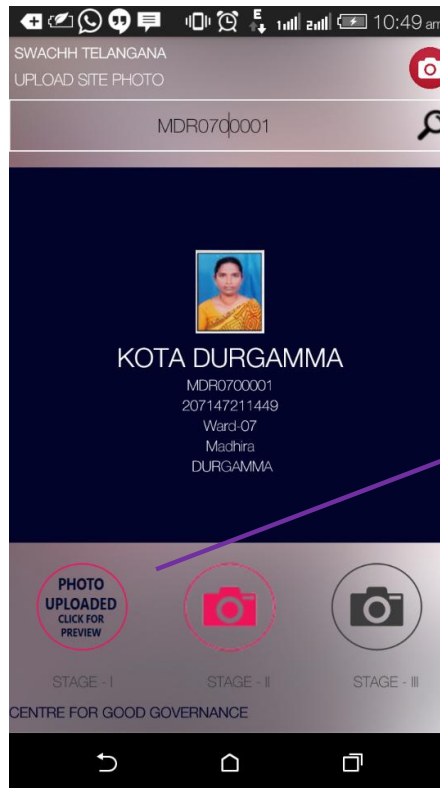 10:49 am
SWACHH TELANGANA
UPLOAD SITE PHOTO
MDR0700001
KOTA DURGAMMA
MDR0700001
207147211449
Ward-07
Madhira
DURGAMMA
PHOTO
UPLOADED
CLICK FOR
PREVIEW
STAGE - I
STAGE - II
STAGE - III
CENTRE FOR GOOD GOVERNANCE